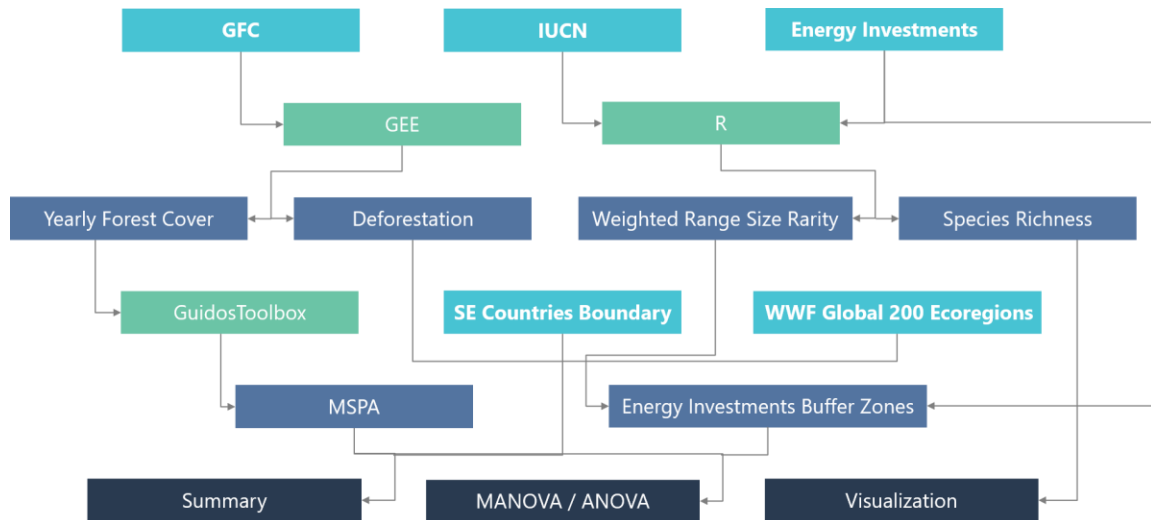 GFC
IUCN
Energy Investments
GEE
R
Yearly Forest Cover
Deforestation
Weighted Range Size Rarity
Species Richness
GuidosToolbox
SE Countries Boundary
WWF Global 200 Ecoregions
MSPA
Energy Investments Buffer Zones
Summary
MANOVA / ANOVA
Visualization